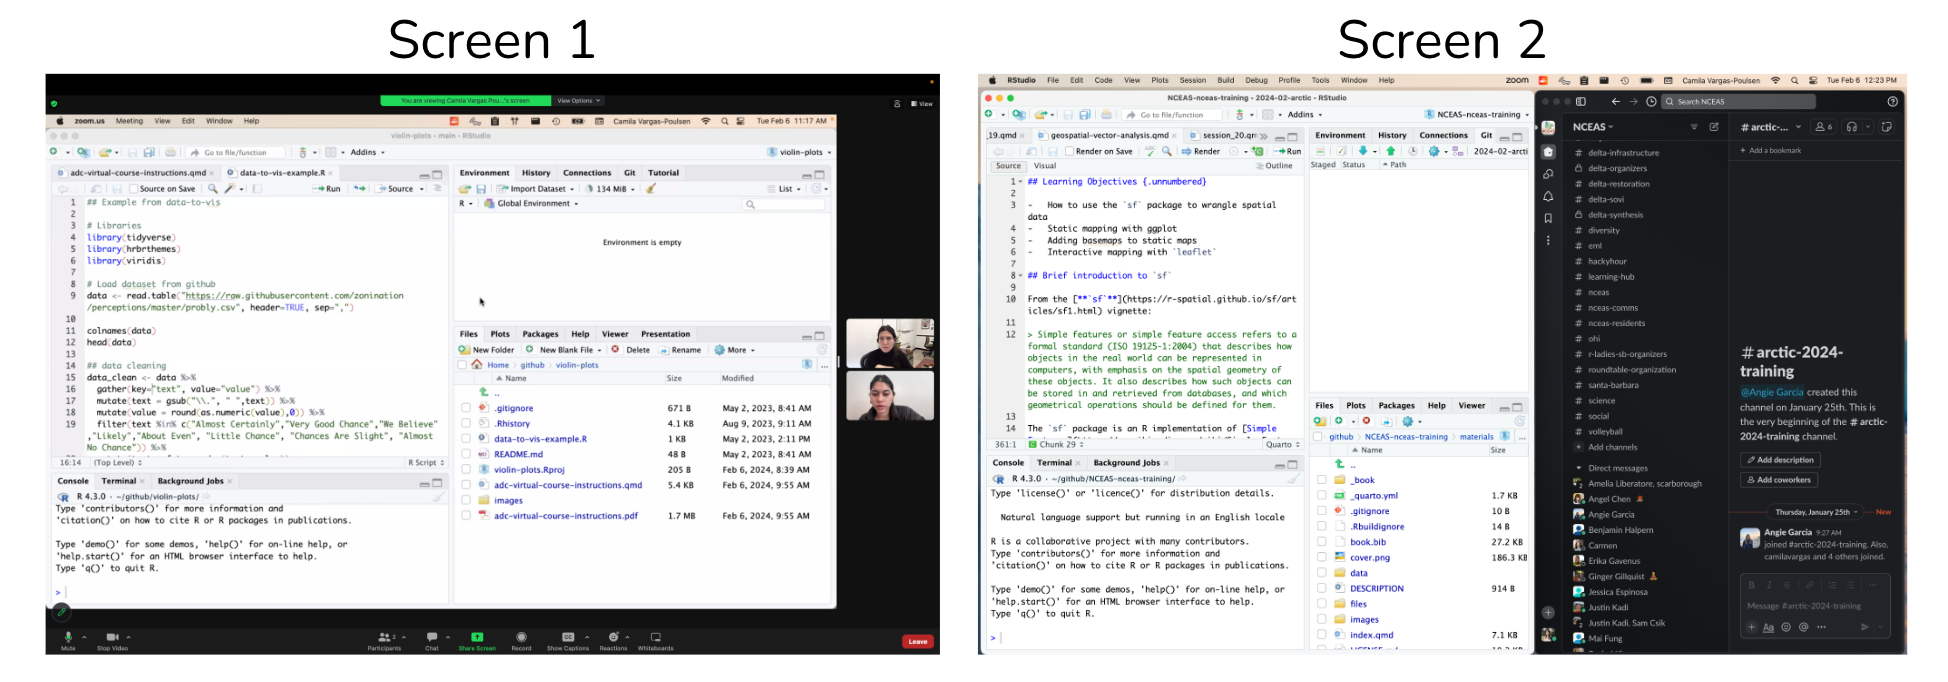 Screen 1
You are viewing Camila Vargas Pou...'s screen
View Options
View
zoom.us Meeting View Edit Window Help
Camila Vargas-Poulsen
Tue Feb 6 11:17 AM
violin-plots - main - RStudio
Go to file/function
Addins
violin-plots
adc-virtual-course-instructions.qmd
data-to-vis-example.R
Source on Save
Run
Source
1 ## Example from data-to-vis
2
3 # Libraries
4 library(tidyverse)
5 library(hrbrthemes)
6 library(viridis)
7
8 # Load dataset from github
9 data <- read.table("https://raw.githubusercontent.com/zonination
/perceptions/master/probly.csv", header=TRUE, sep=",")
10
11 colnames(data)
12 head(data)
13
14 ## data cleaning
15 data_clean <- data %>%
16 gather(key="text", value="value") %>%
17 mutate(text = gsub("\\.", " ",text)) %>%
18 mutate(value = round(as.numeric(value),0)) %>%
19 filter(text %in% c("Almost Certainly","Very Good Chance","We Believe"
,"Likely","About Even", "Little Chance", "Chances Are Slight", "Almost
No Chance")) %>%
16:14 (Top Level) R Script
Console Terminal Background Jobs
R 4.3.0 · ~/github/violin-plots/
Type 'contributors()' for more information and
'citation()' on how to cite R or R packages in publications.
Type 'demo()' for some demos, 'help()' for on-line help, or
'help.start()' for an HTML browser interface to help.
Type 'q()' to quit R.
>
Environment History Connections Git Tutorial
Import Dataset 134 MiB List
R Global Environment
Environment is empty
Files Plots Packages Help Viewer Presentation
New Folder New Blank File Delete Rename More
Home github violin-plots
Name Size Modified
..
.gitignore 671 B May 2, 2023, 8:41 AM
.Rhistory 4.1 KB Aug 9, 2023, 9:11 AM
data-to-vis-example.R 1 KB May 2, 2023, 2:11 PM
README.md 48 B May 2, 2023, 8:41 AM
violin-plots.Rproj 205 B Feb 6, 2024, 8:39 AM
adc-virtual-course-instructions.qmd 5.4 KB Feb 6, 2024, 9:55 AM
images
adc-virtual-course-instructions.pdf 1.7 MB Feb 6, 2024, 9:55 AM
Mute Stop Video Participants 2 Chat Share Screen Record Show Captions Reactions Whiteboards Leave
Screen 2
RStudio File Edit Code View Plots Session Build Debug Profile Tools Window Help
zoom
Camila Vargas-Poulsen
Tue Feb 6 12:23 PM
NCEAS-nceas-training - 2024-02-arctic - RStudio
Go to file/function
Addins
NCEAS-nceas-training
_19.qmd
geospatial-vector-analysis.qmd
session_20.qm
Render on Save
Render
Run
Source Visual
Outline
1 ## Learning Objectives {.unnumbered}
2
3 - How to use the `sf` package to wrangle spatial
data
4 - Static mapping with ggplot
5 - Adding basemaps to static maps
6 - Interactive mapping with `leaflet`
7
8 ## Brief introduction to `sf`
9
10 From the [**`sf`**](https://r-spatial.github.io/sf/art
icles/sf1.html) vignette:
11
12 > Simple features or simple feature access refers to a
formal standard (ISO 19125-1:2004) that describes how
objects in the real world can be represented in
computers, with emphasis on the spatial geometry of
these objects. It also describes how such objects can
be stored in and retrieved from databases, and which
geometrical operations should be defined for them.
13
14 The `sf` package is an R implementation of [Simple
361:1 Chunk 29 Quarto
Console Terminal Background Jobs
R 4.3.0 · ~/github/NCEAS-nceas-training/
Type 'license()' or 'licence()' for distribution details.
Natural language support but running in an English locale
R is a collaborative project with many contributors.
Type 'contributors()' for more information and
'citation()' on how to cite R or R packages in publications.
Type 'demo()' for some demos, 'help()' for on-line help, or
'help.start()' for an HTML browser interface to help.
Type 'q()' to quit R.
>
Environment History Connections Git
2024-02-arcti
Staged Status Path
Files Plots Packages Help Viewer
github NCEAS-nceas-training materials
Name Size
..
_book
_quarto.yml 1.7 KB
.gitignore 10 B
.Rbuildignore 14 B
book.bib 27.2 KB
cover.png 186.3 KB
data
DESCRIPTION 914 B
files
images
index.qmd 7.1 KB
Search NCEAS
NCEAS
# delta-infrastructure
delta-organizers
# delta-restoration
# delta-sovi
delta-synthesis
# diversity
# eml
# hackyhour
# learning-hub
# nceas
# nceas-comms
# nceas-residents
# ohi
# r-ladies-sb-organizers
# roundtable-organization
# santa-barbara
# science
# social
# volleyball
Add channels
Direct messages
Amelia Liberatore, scarborough
Angel Chen
Angie Garcia
Benjamin Halpern
Carmen
Erika Gavenus
Ginger Gillquist
Jessica Espinosa
Justin Kadi
Justin Kadi, Sam Csik
Mai Fung
# arctic-...
6
+ Add a bookmark
# arctic-2024-
training
@Angie Garcia created this
channel on January 25th. This is
the very beginning of the # arctic-
2024-training channel.
Add description
Add coworkers
Thursday, January 25th New
Angie Garcia 9:27 AM
joined #arctic-2024-training. Also,
camilavargas and 4 others joined.
Message #arctic-2024-training